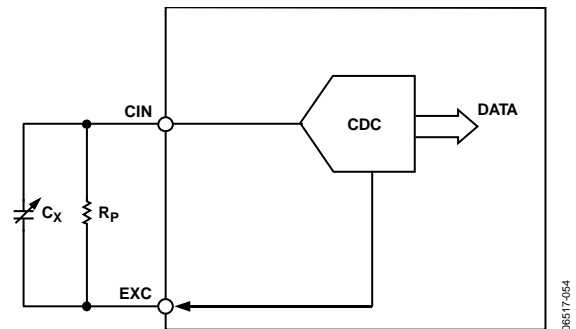 CIN
CDC
DATA
CX
RP
EXC
06517-054